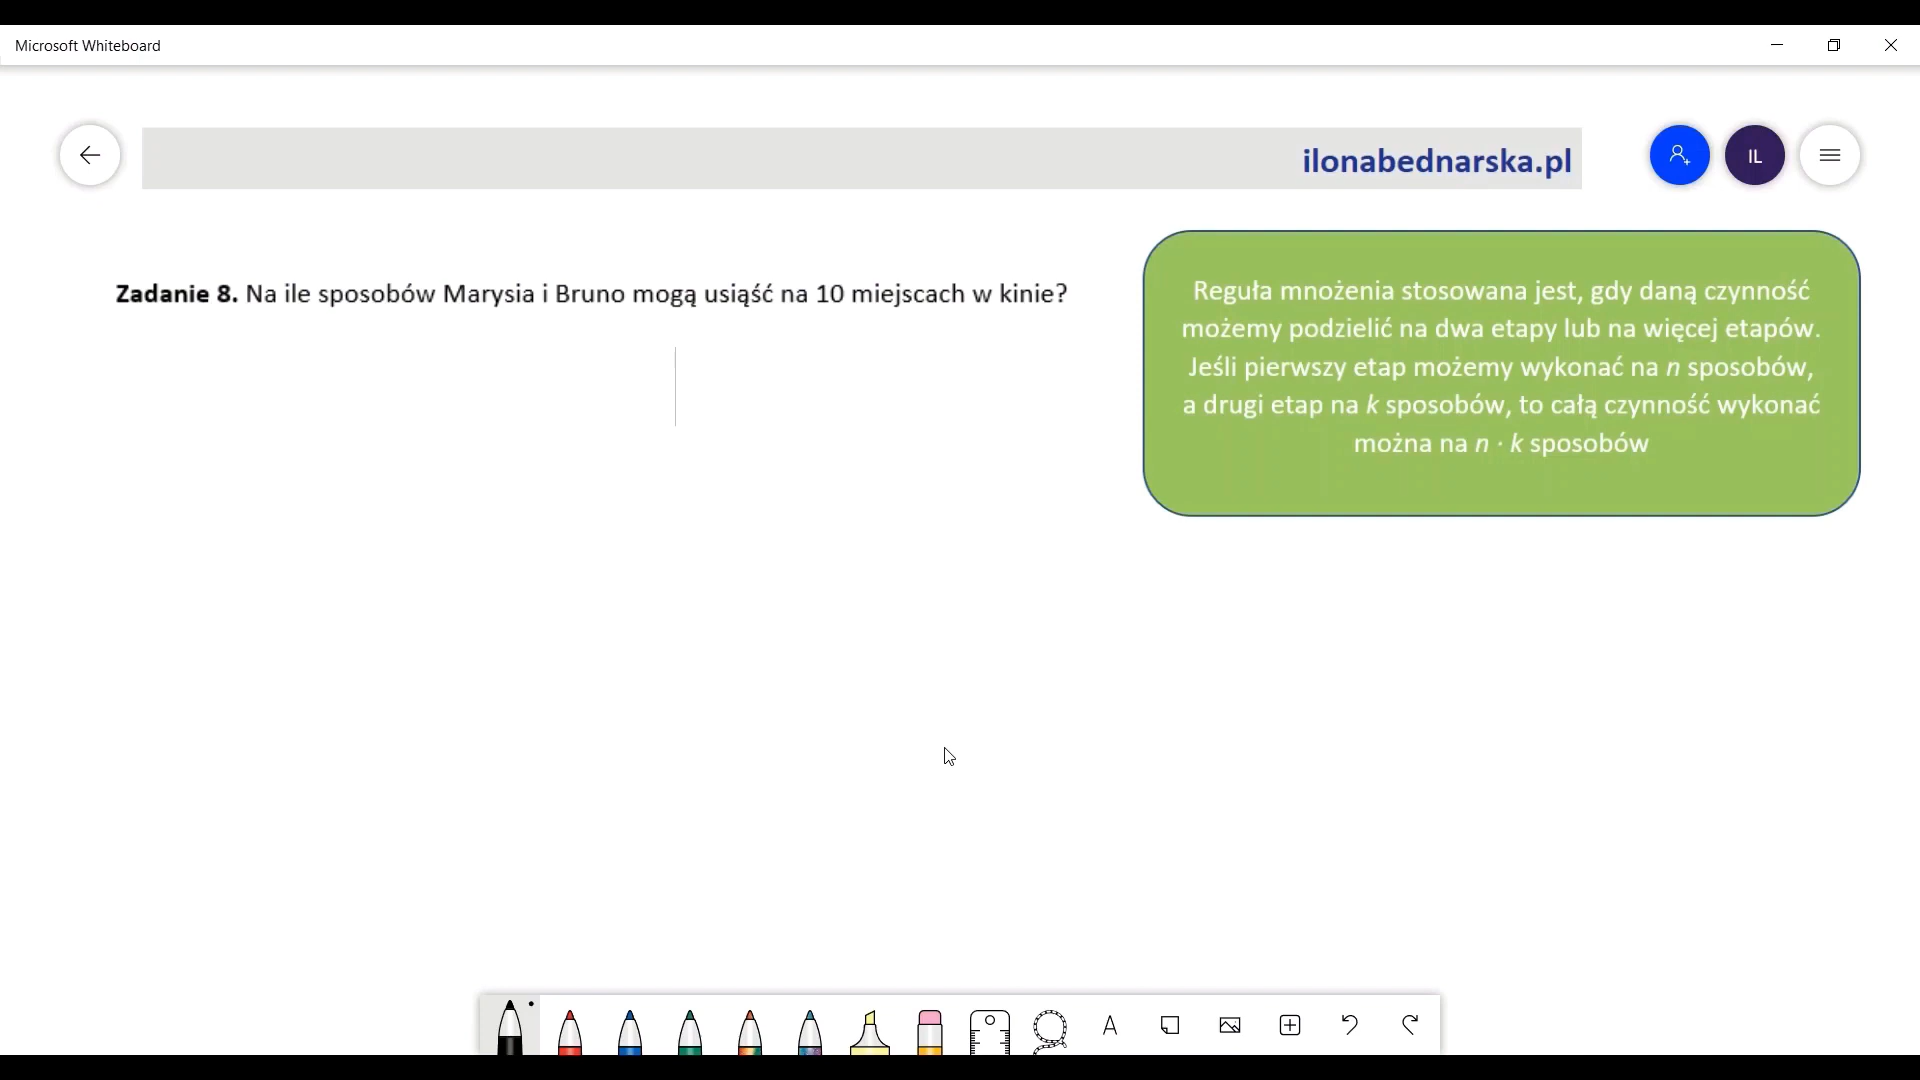 Microsoft Whiteboard
ilonabednarska.pl
IL
Zadanie 8. Na ile sposobów Marysia i Bruno mogą usiąść na 10 miejscach w kinie?
Reguła mnożenia stosowana jest, gdy daną czynność
możemy podzielić na dwa etapy lub na więcej etapów.
Jeśli pierwszy etap możemy wykonać na n sposobów,
a drugi etap na k sposobów, to całą czynność wykonać
można na n · k sposobów
A